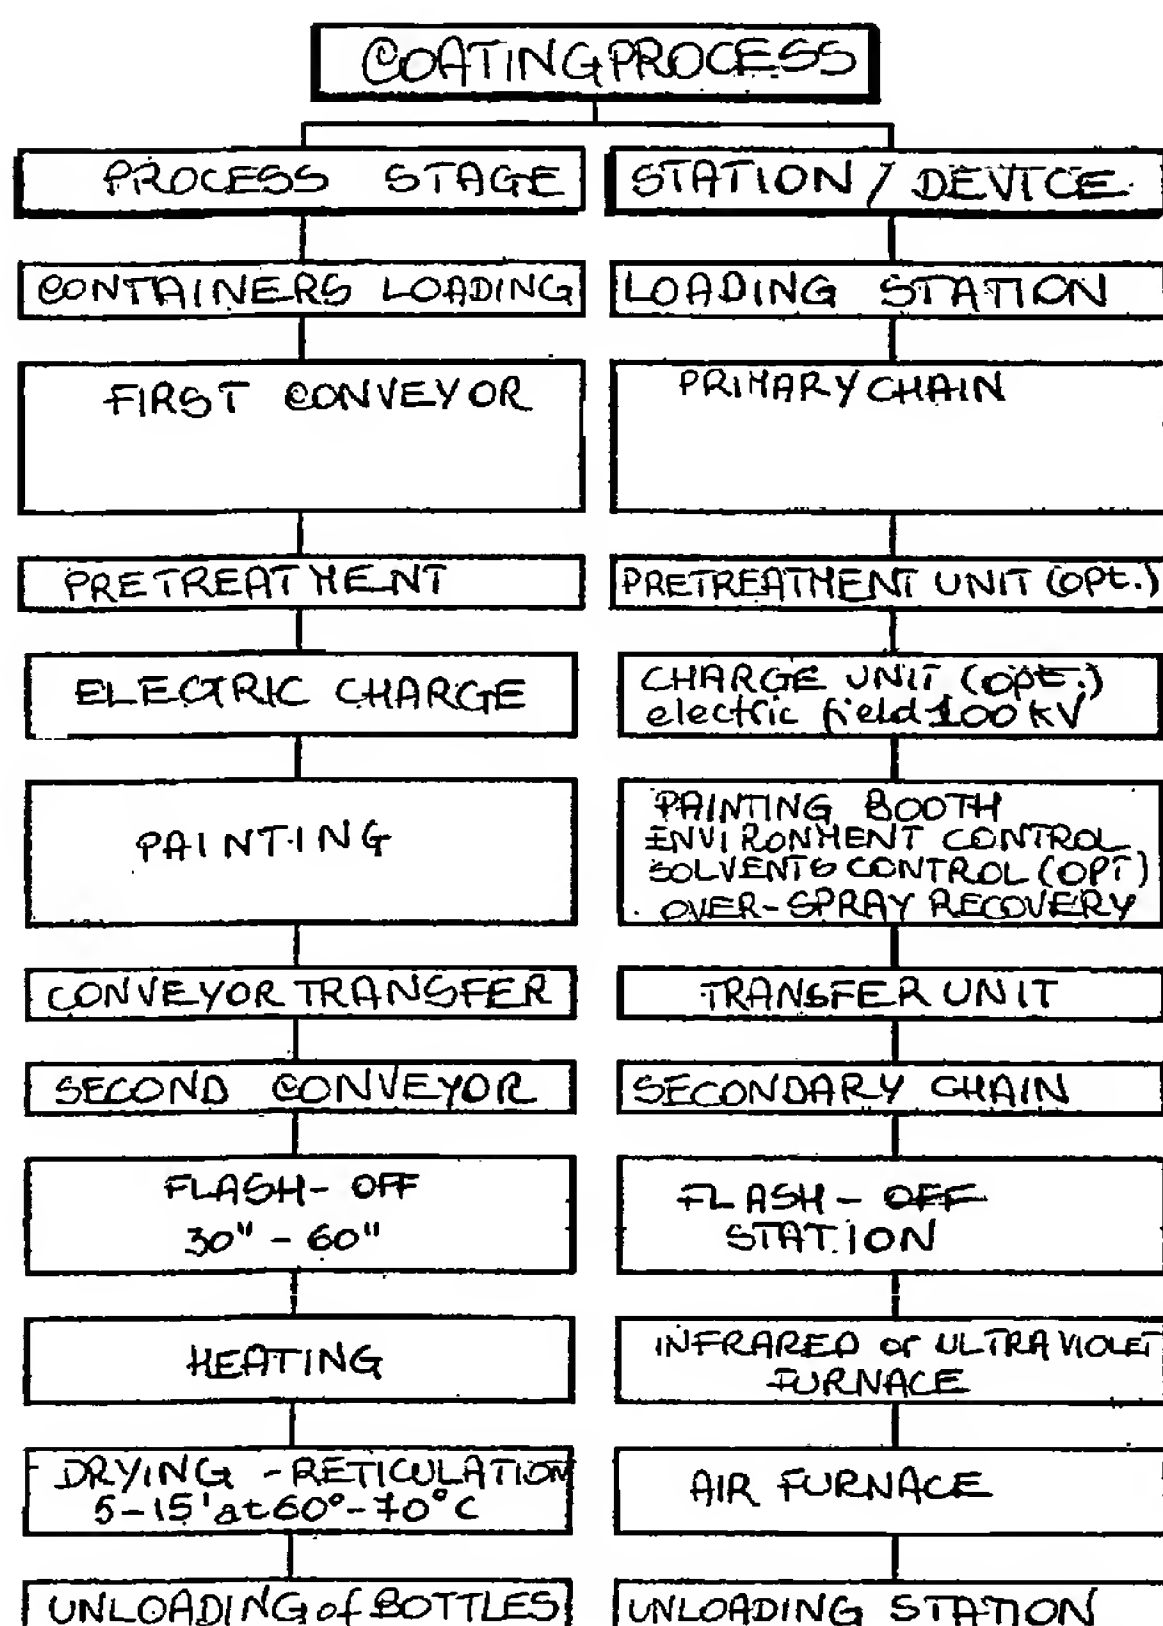 COATING PROCESS
PROCESS STAGE
STATION / DEVICE
CONTAINERS LOADING
LOADING STATION
FIRST CONVEYOR
PRIMARY CHAIN
PRETREATMENT
PRETREATMENT UNIT (OPt.)
ELECTRIC CHARGE
CHARGE UNIT (OPt.)
electric field 100 kV
PAINTING
PAINTING BOOTH
ENVIRONMENT CONTROL
SOLVENTS CONTROL (OPT)
OVER-SPRAY RECOVERY
CONVEYOR TRANSFER
TRANSFER UNIT
SECOND CONVEYOR
SECONDARY CHAIN
FLASH-OFF
30" - 60"
FLASH-OFF
STATION
HEATING
INFRARED or ULTRAVIOLET
FURNACE
DRYING - RETICULATION
5-15' at 60°-70°C
AIR FURNACE
UNLOADING of BOTTLES
UNLOADING STATION